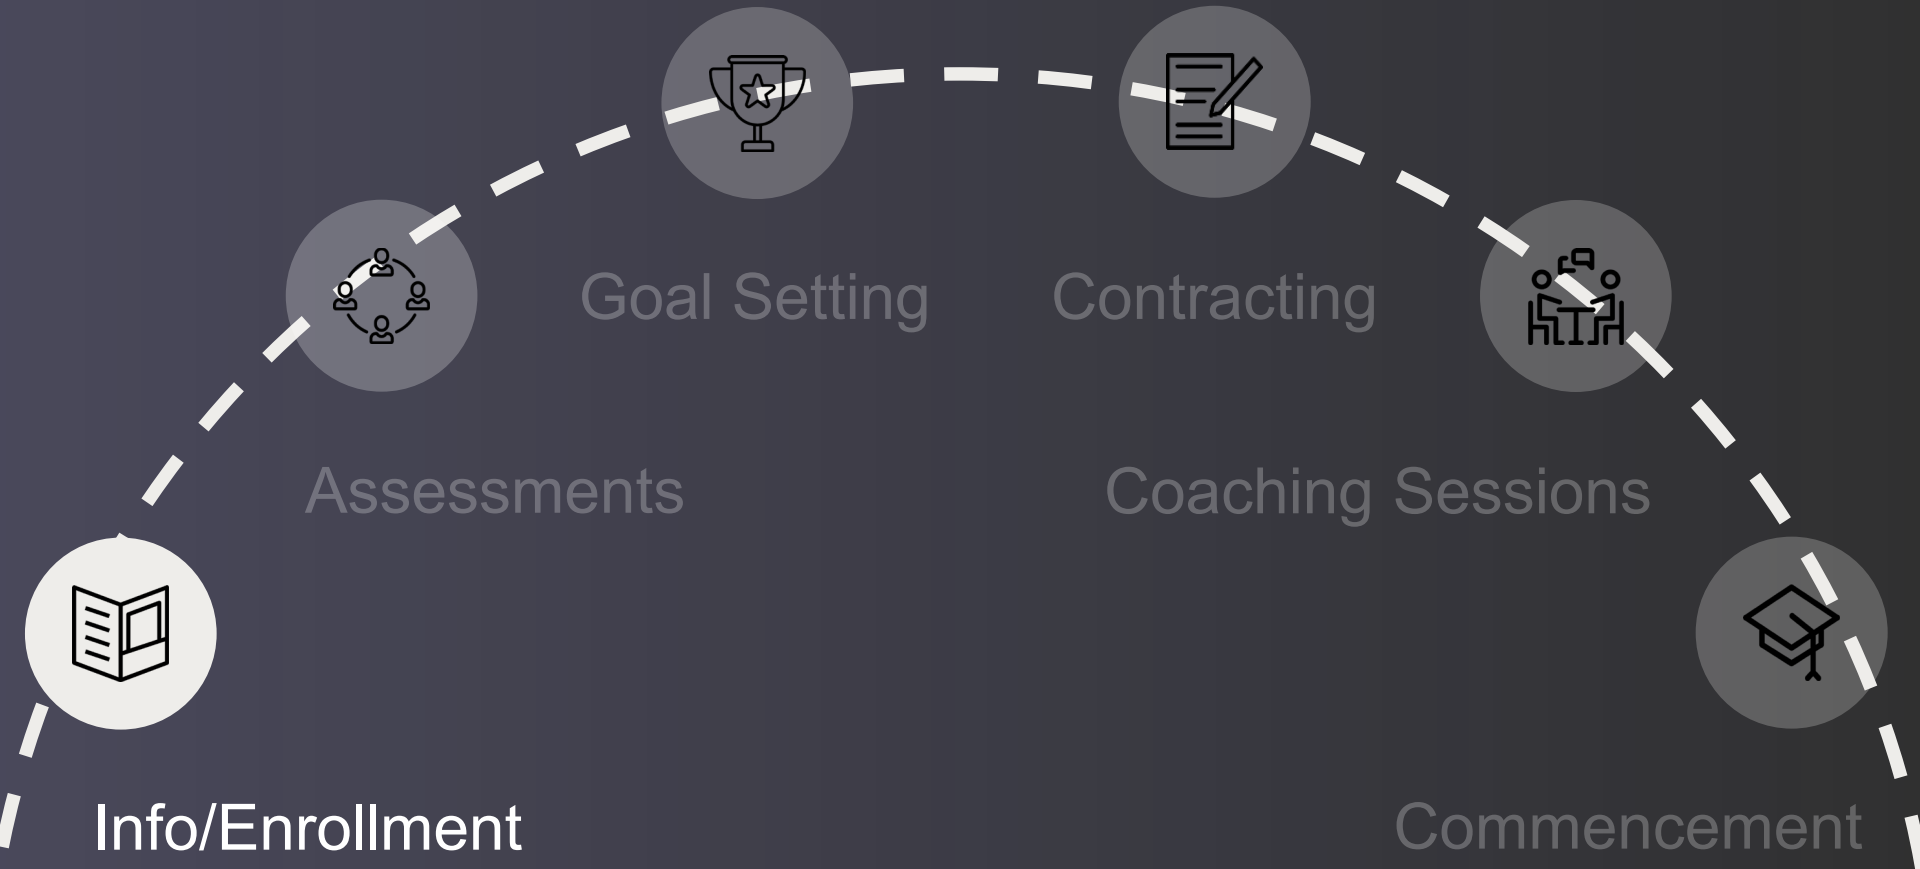 Goal Setting
Contracting
Assessments
Coaching Sessions
Info/Enrollment
Commencement